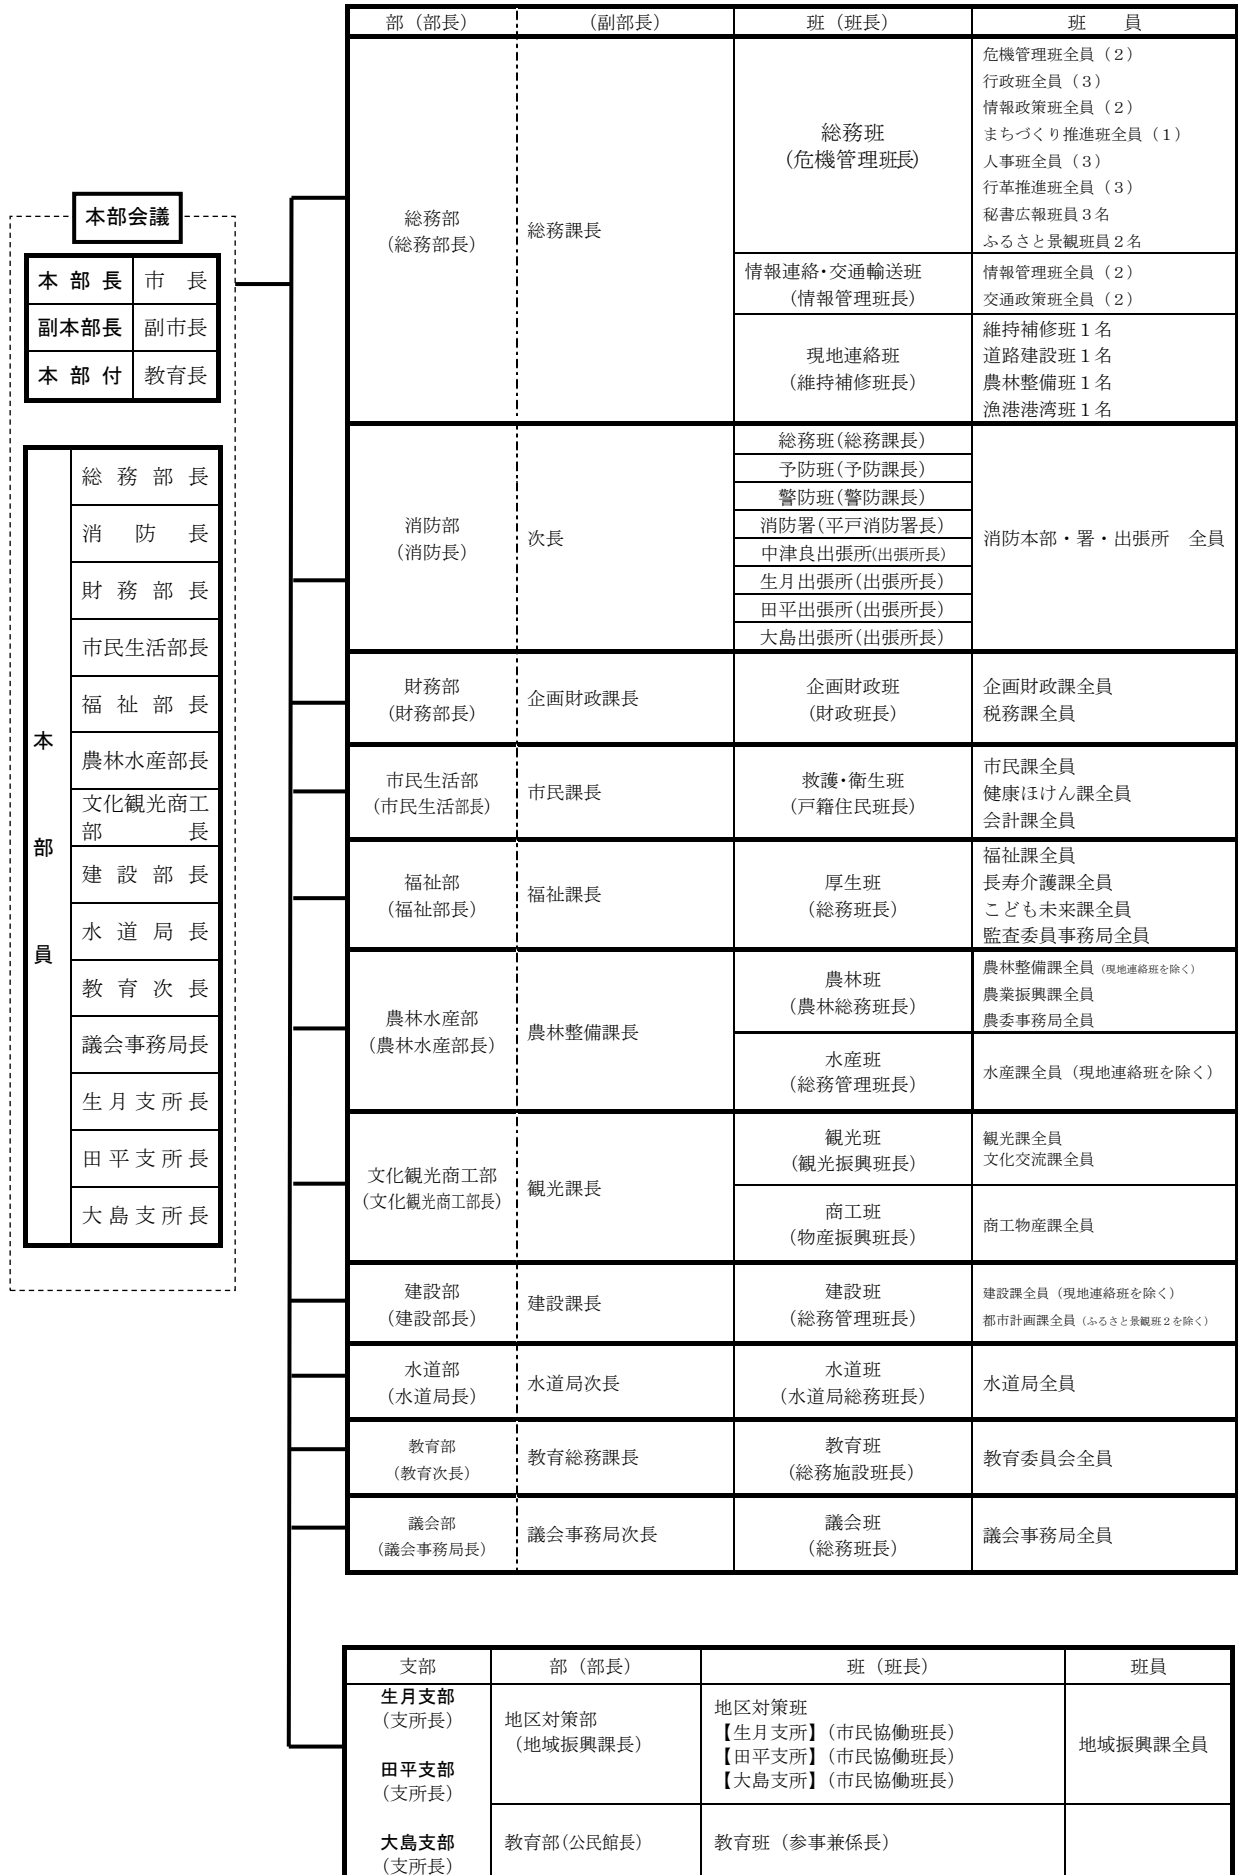 本部会議
本部長 市長
副本部長 副市長
本部付 教育長
本部員
総務部長
消防長
財務部長
市民生活部長
福祉部長
農林水産部長
文化観光商工
部長
建設部長
水道局長
教育次長
議会事務局長
生月支所長
田平支所長
大島支所長
部（部長） （副部長） 班（班長） 班員
総務部
（総務部長）
総務課長
総務班
（危機管理班長）
危機管理班全員（２）
行政班全員（３）
情報政策班全員（２）
まちづくり推進班全員（１）
人事班全員（３）
行革推進班全員（３）
秘書広報班員３名
ふるさと景観班員２名
情報連絡・交通輸送班
（情報管理班長）
情報管理班全員（２）
交通政策班全員（２）
現地連絡班
（維持補修班長）
維持補修班１名
道路建設班１名
農林整備班１名
漁港港湾班１名
消防部
（消防長）
次長
総務班（総務課長）
予防班（予防課長）
警防班（警防課長）
消防署（平戸消防署長）
中津良出張所（出張所長）
生月出張所（出張所長）
田平出張所（出張所長）
大島出張所（出張所長）
消防本部・署・出張所　全員
財務部
（財務部長）
企画財政課長
企画財政班
（財政班長）
企画財政課全員
税務課全員
市民生活部
（市民生活部長）
市民課長
救護・衛生班
（戸籍住民班長）
市民課全員
健康ほけん課全員
会計課全員
福祉部
（福祉部長）
福祉課長
厚生班
（総務班長）
福祉課全員
長寿介護課全員
こども未来課全員
監査委員事務局全員
農林水産部
（農林水産部長）
農林整備課長
農林班
（農林総務班長）
農林整備課全員（現地連絡班を除く）
農業振興課全員
農委事務局全員
水産班
（総務管理班長）
水産課全員（現地連絡班を除く）
文化観光商工部
（文化観光商工部長）
観光課長
観光班
（観光振興班長）
観光課全員
文化交流課全員
商工班
（物産振興班長）
商工物産課全員
建設部
（建設部長）
建設課長
建設班
（総務管理班長）
建設課全員（現地連絡班を除く）
都市計画課全員（ふるさと景観班２を除く）
水道部
（水道局長）
水道局次長
水道班
（水道局総務班長）
水道局全員
教育部
（教育次長）
教育総務課長
教育班
（総務施設班長）
教育委員会全員
議会部
（議会事務局長）
議会事務局次長
議会班
（総務班長）
議会事務局全員
支部 部（部長） 班（班長） 班員
生月支部
（支所長）
田平支部
（支所長）
大島支部
（支所長）
地区対策部
（地域振興課長）
地区対策班
【生月支所】（市民協働班長）
【田平支所】（市民協働班長）
【大島支所】（市民協働班長）
地域振興課全員
教育部（公民館長） 教育班（参事兼係長）